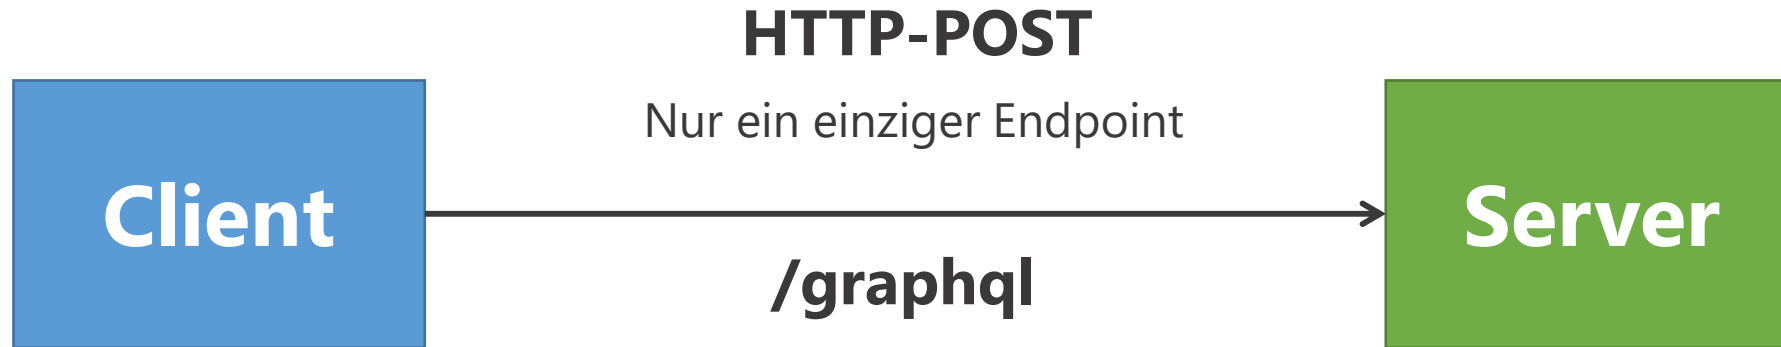 HTTP-POST
Nur ein einziger Endpoint
Client
Server
/graphql